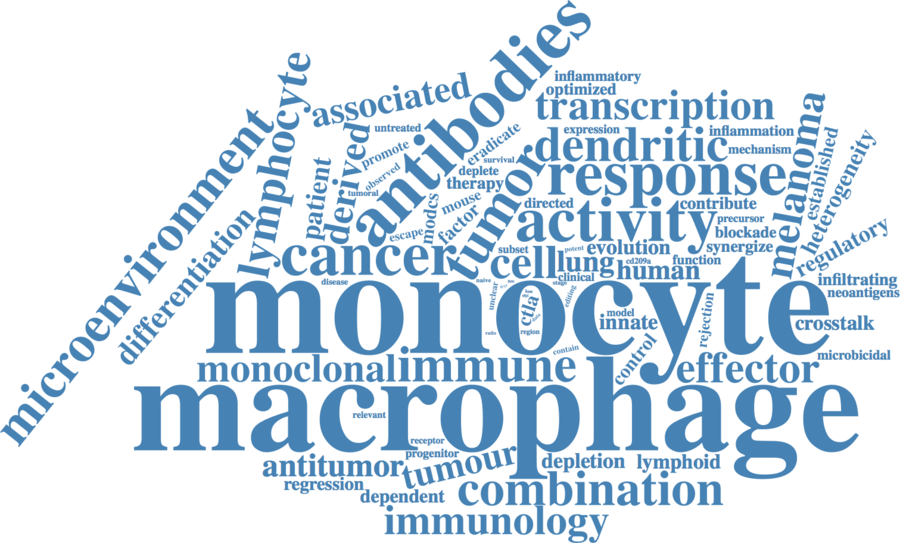 inflammatory
optimized
antibodies
associated
transcription
lymphocyte
untreated
expression
inflammation
melanoma
microenvironment
derived
promote
eradicate
dendritic
mechanism
established
patient
observed
survival
tumoral
deplete
therapy
tumor
response
heterogeneity
differentiation
mouse
modcs
factor
directed
contribute
activity
precursor
blockade
synergize
regulatory
escape
subset
potent
evolution
cancer
cell
lung
cd209a
function
human
clinical
disease
naive
stage
infiltrating
neoantigens
monocyte
unclear
ctla
editing
model
innate
rejection
crosstalk
region
contain
control
microbicidal
monoclonal
immune
effector
macrophage
relevant
receptor
progenitor
antitumor
tumour
depletion
lymphoid
regression
dependent
combination
immunology